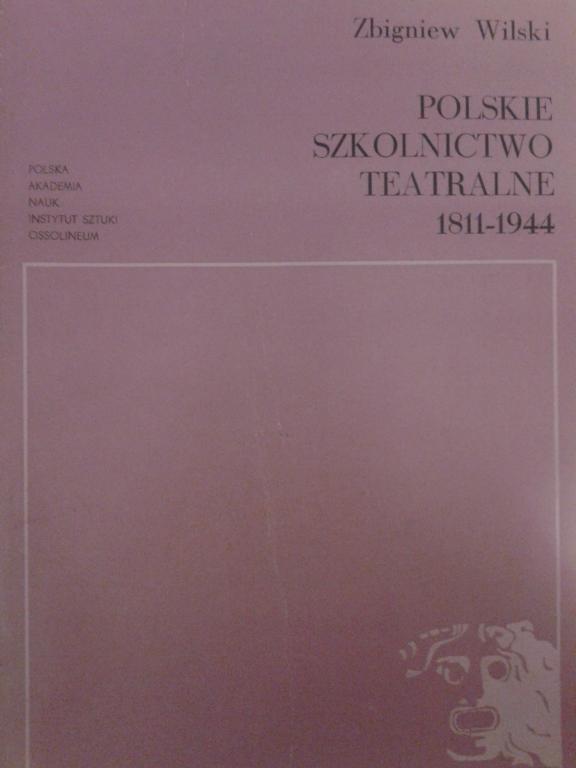 Zbigniew Wilski
POLSKIE
SZKOLNICTWO
TEATRALNE
1811-1944
POLSKA
AKADEMIA
NAUK
INSTYTUT SZTUKI
OSSOLINEUM